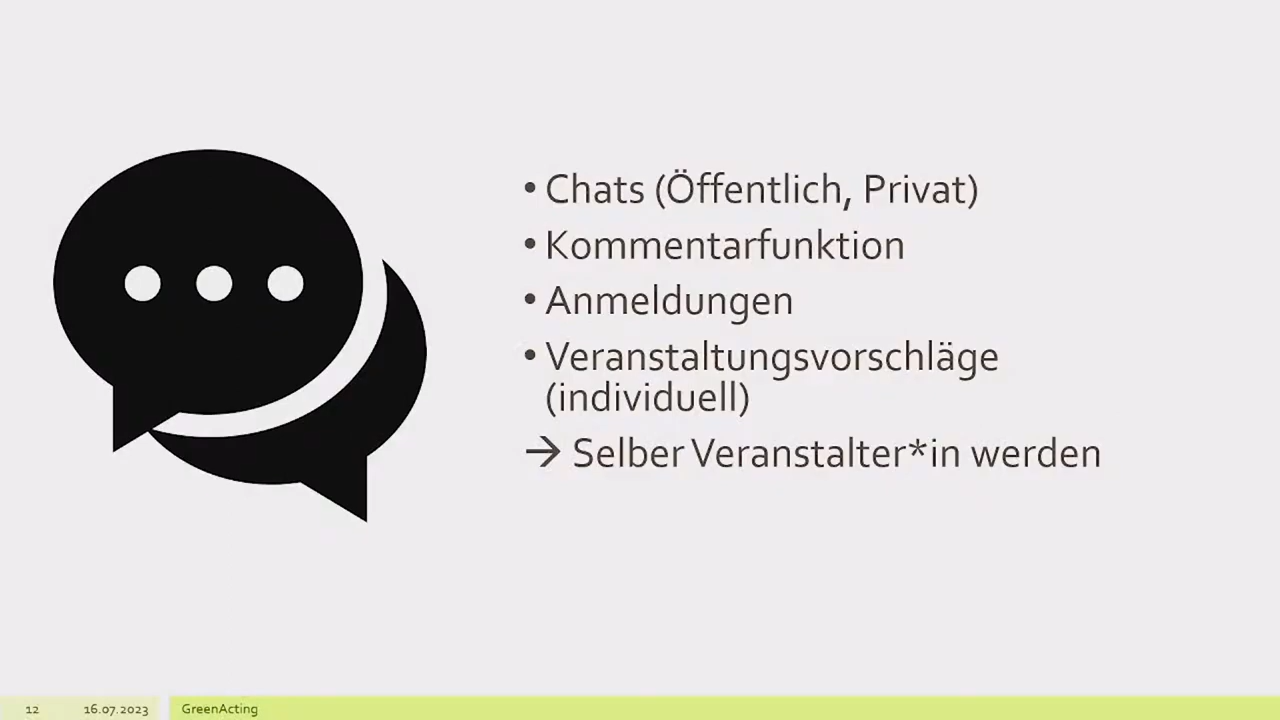 • Chats (Öffentlich, Privat)
• Kommentarfunktion
• Anmeldungen
• Veranstaltungsvorschläge
(individuell)
→ Selber Veranstalter*in werden
12 16.07.2023 GreenActing